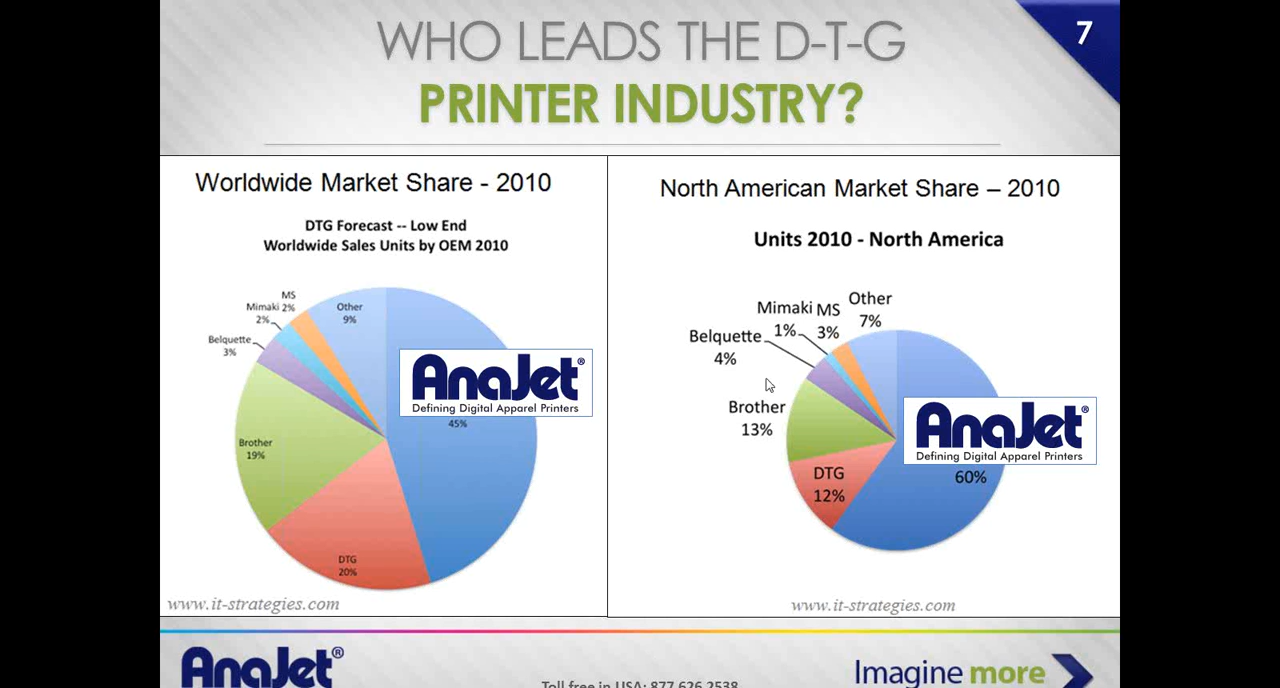 WHO LEADS THE D-T-G
7
PRINTER INDUSTRY?
Worldwide Market Share - 2010
DTG Forecast -- Low End
Worldwide Sales Units by OEM 2010
MS
2%
Mimaki
2%
Other
9%
Belquette
3%
AnaJet®
Defining Digital Apparel Printers
45%
Brother
19%
DTG
20%
www.it-strategies.com
North American Market Share – 2010
Units 2010 - North America
Mimaki
1%
MS
3%
Other
7%
Belquette
4%
Brother
13%
AnaJet®
Defining Digital Apparel Printers
60%
DTG
12%
www.it-strategies.com
AnaJet®
Toll free in USA: 877.626.2538
Imagine more